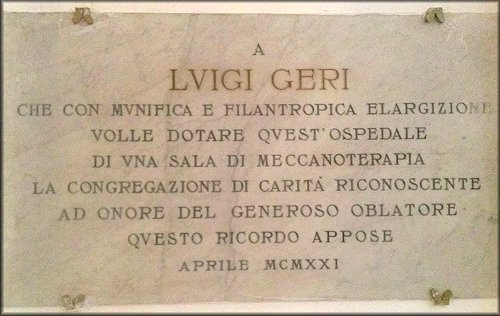 A
LVIGI GERI
CHE CON MVNIFICA E FILANTROPICA ELARGIZIONE
VOLLE DOTARE QVEST'OSPEDALE
DI VNA SALA DI MECCANOTERAPIA
LA CONGREGAZIONE DI CARITÁ RICONOSCENTE
AD ONORE DEL GENEROSO OBLATORE
QVESTO RICORDO APPOSE
APRILE MCMXXI